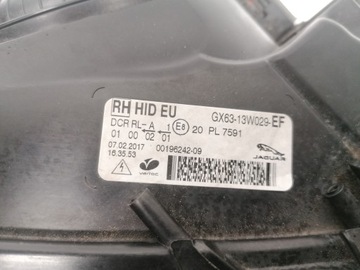 RH HID EU GX63-13W029-EF
DCR RL-A 1 E8 20 PL 7591
01 00 02 01
07.02.2017 00196242-09
16.35.53
Varroc
JAGUAR